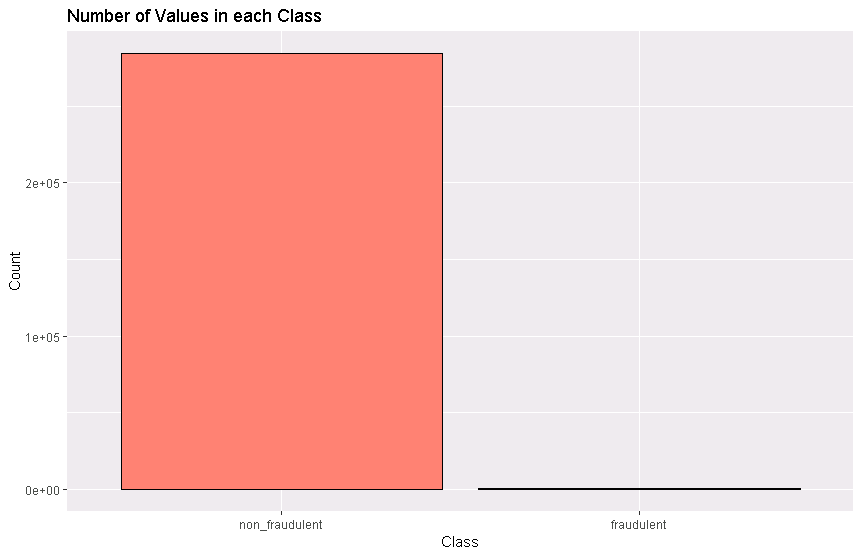 Number of Values in each Class
Count
2e+05
1e+05
0e+00
non_fraudulent
fraudulent
Class